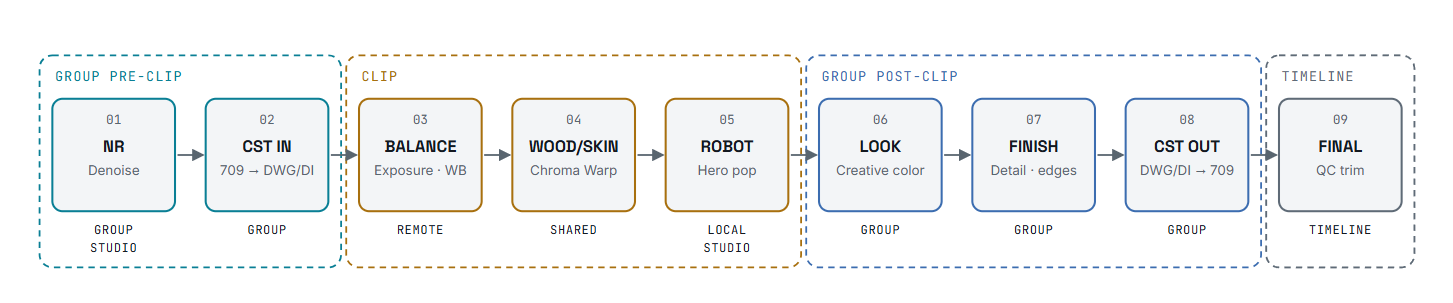 GROUP PRE-CLIP
01
NR
Denoise
GROUP
STUDIO
02
CST IN
709 → DWG/DI
GROUP
CLIP
03
BALANCE
Exposure · WB
REMOTE
04
WOOD/SKIN
Chroma Warp
SHARED
05
ROBOT
Hero pop
LOCAL
STUDIO
GROUP POST-CLIP
06
LOOK
Creative color
GROUP
07
FINISH
Detail · edges
GROUP
08
CST OUT
DWG/DI → 709
GROUP
TIMELINE
09
FINAL
QC trim
TIMELINE